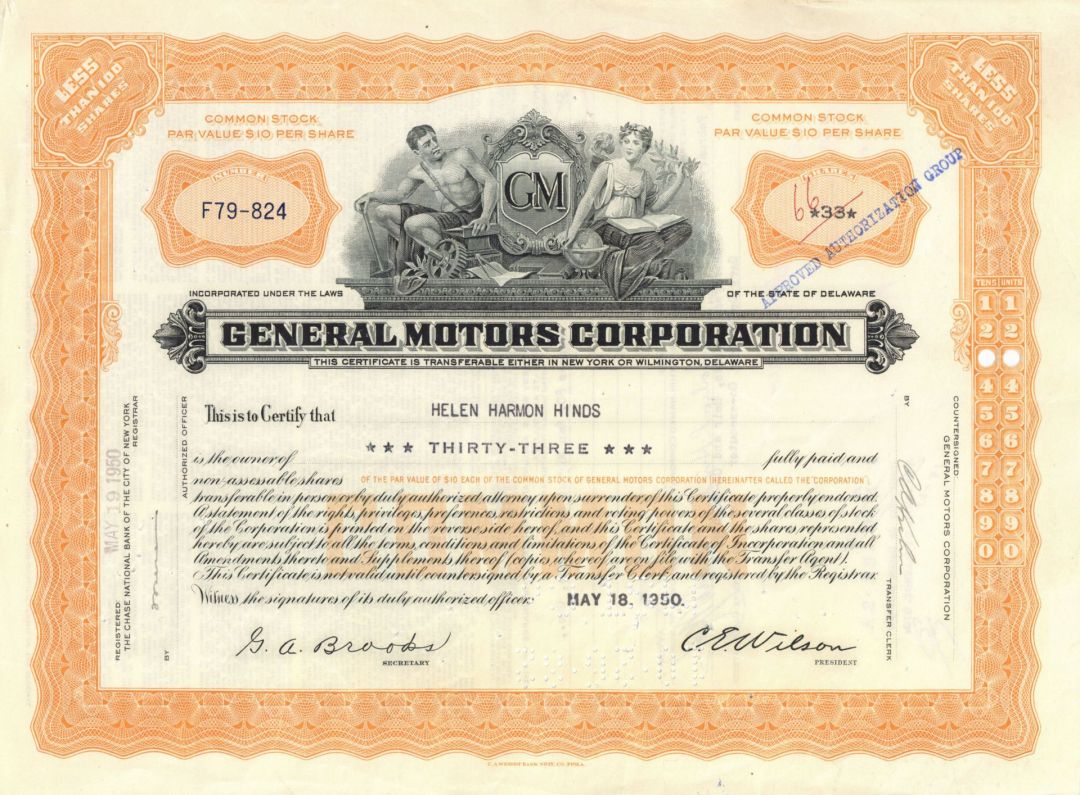 LESS THAN 100 SHARES
LESS THAN 100 SHARES
COMMON STOCK
PAR VALUE $10 PER SHARE
COMMON STOCK
PAR VALUE $10 PER SHARE
NUMBER
F79-824
GM
SHARES
66
*33*
APPROVED AUTHORIZATION GROUP
INCORPORATED UNDER THE LAWS
OF THE STATE OF DELAWARE
GENERAL MOTORS CORPORATION
THIS CERTIFICATE IS TRANSFERABLE EITHER IN NEW YORK OR WILMINGTON, DELAWARE
TENS UNITS
1 1
2 2
4 4
5 5
6 6
7 7
8 8
9 9
0 0
This is to Certify that HELEN HARMON HINDS
*** THIRTY-THREE ***
is the owner of fully paid and
non-assessable shares OF THE PAR VALUE OF $10 EACH OF THE COMMON STOCK OF GENERAL MOTORS CORPORATION (HEREINAFTER CALLED THE "CORPORATION")
transferable in person or by duly authorized attorney upon surrender of this Certificate properly endorsed.
A statement of the rights, privileges, preferences, restrictions, and voting powers of the several classes of stock
of the Corporation is printed on the reverse side hereof, and this Certificate and the shares represented
hereby are subject to all the terms, conditions and limitations of the Certificate of Incorporation and all
Amendments thereto and Supplements thereof (copies whereof are on file with the Transfer Agent).
This Certificate is not valid until countersigned by a Transfer Clerk and registered by the Registrar.
Witness the signatures of its duly authorized officers.
MAY 18, 1950.
G. A. Brooks
SECRETARY
C E Wilson
PRESIDENT
REGISTERED:
THE CHASE NATIONAL BANK OF THE CITY OF NEW YORK
REGISTRAR
MAY 19 1950
BY
AUTHORIZED OFFICER
COUNTERSIGNED:
GENERAL MOTORS CORPORATION
BY
TRANSFER CLERK